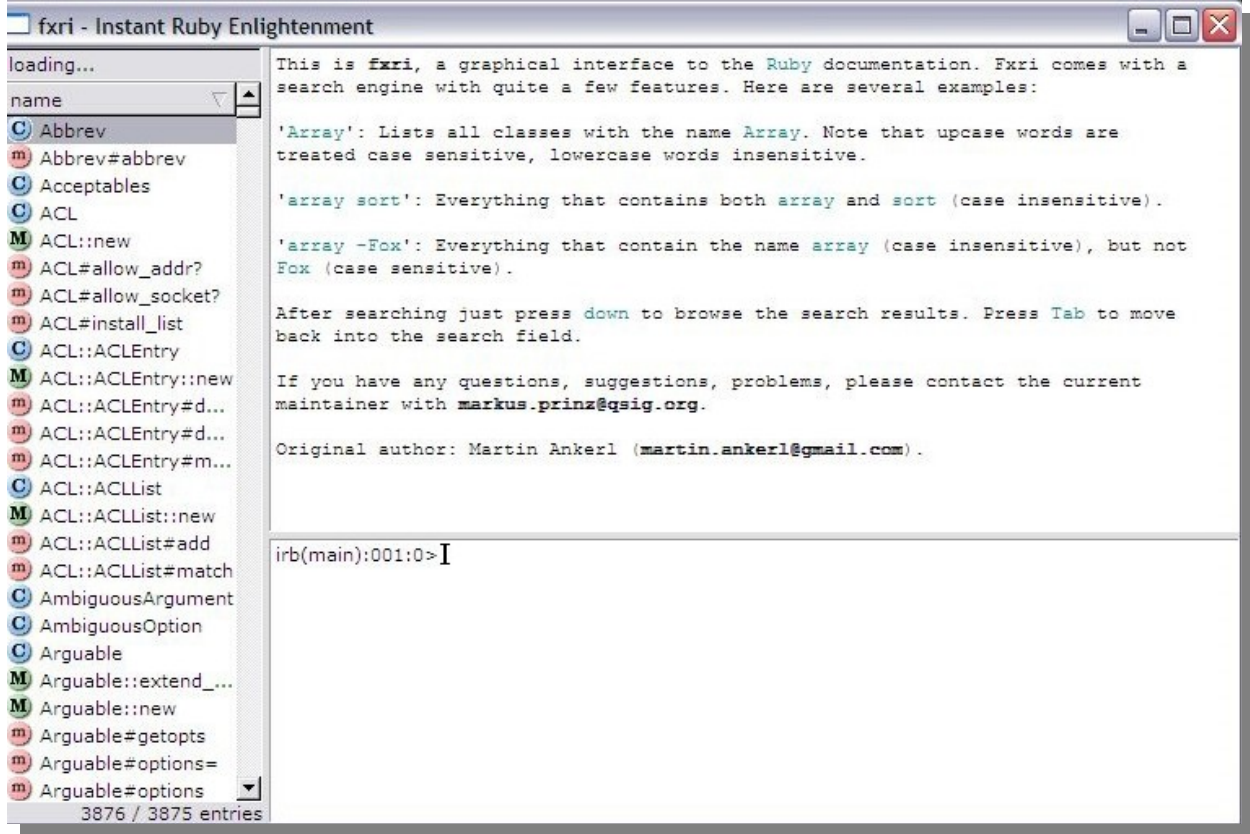 fxri - Instant Ruby Enlightenment
loading...
name
C Abbrev
m Abbrev#abbrev
C Acceptables
C ACL
M ACL::new
m ACL#allow_addr?
m ACL#allow_socket?
m ACL#install_list
C ACL::ACLEntry
M ACL::ACLEntry::new
m ACL::ACLEntry#d...
m ACL::ACLEntry#d...
m ACL::ACLEntry#m...
C ACL::ACLList
M ACL::ACLList::new
m ACL::ACLList#add
m ACL::ACLList#match
C AmbiguousArgument
C AmbiguousOption
C Arguable
M Arguable::extend_...
M Arguable::new
m Arguable#getopts
m Arguable#options=
m Arguable#options
3876 / 3875 entries
This is fxri, a graphical interface to the Ruby documentation. Fxri comes with a
search engine with quite a few features. Here are several examples:
'Array': Lists all classes with the name Array. Note that upcase words are
treated case sensitive, lowercase words insensitive.
'array sort': Everything that contains both array and sort (case insensitive).
'array -Fox': Everything that contain the name array (case insensitive), but not
Fox (case sensitive).
After searching just press down to browse the search results. Press Tab to move
back into the search field.
If you have any questions, suggestions, problems, please contact the current
maintainer with markus.prinz@qsig.org.
Original author: Martin Ankerl (martin.ankerl@gmail.com).
irb(main):001:0>